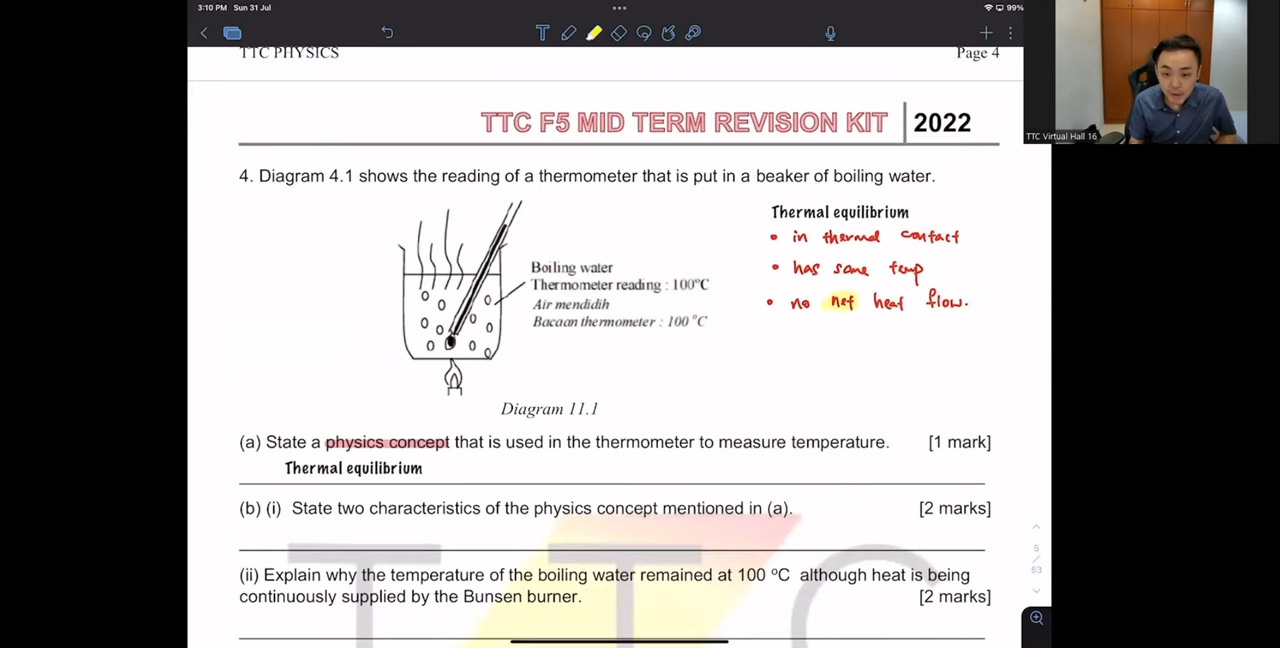 3:10 PM Sun 31 Jul
99%
TTC PHYSICS
Page 4
TTC F5 MID TERM REVISION KIT 2022
TTC Virtual Hall 16
4. Diagram 4.1 shows the reading of a thermometer that is put in a beaker of boiling water.
Thermal equilibrium
• in thermal contact
• has same temp
• no net heat flow.
Boiling water
Thermometer reading : 100°C
Air mendidih
Bacaan thermometer : 100 °C
Diagram 11.1
(a) State a physics concept that is used in the thermometer to measure temperature. [1 mark]
Thermal equilibrium
(b) (i) State two characteristics of the physics concept mentioned in (a). [2 marks]
(ii) Explain why the temperature of the boiling water remained at 100 ºC although heat is being
continuously supplied by the Bunsen burner. [2 marks]
5
/
53
TTC